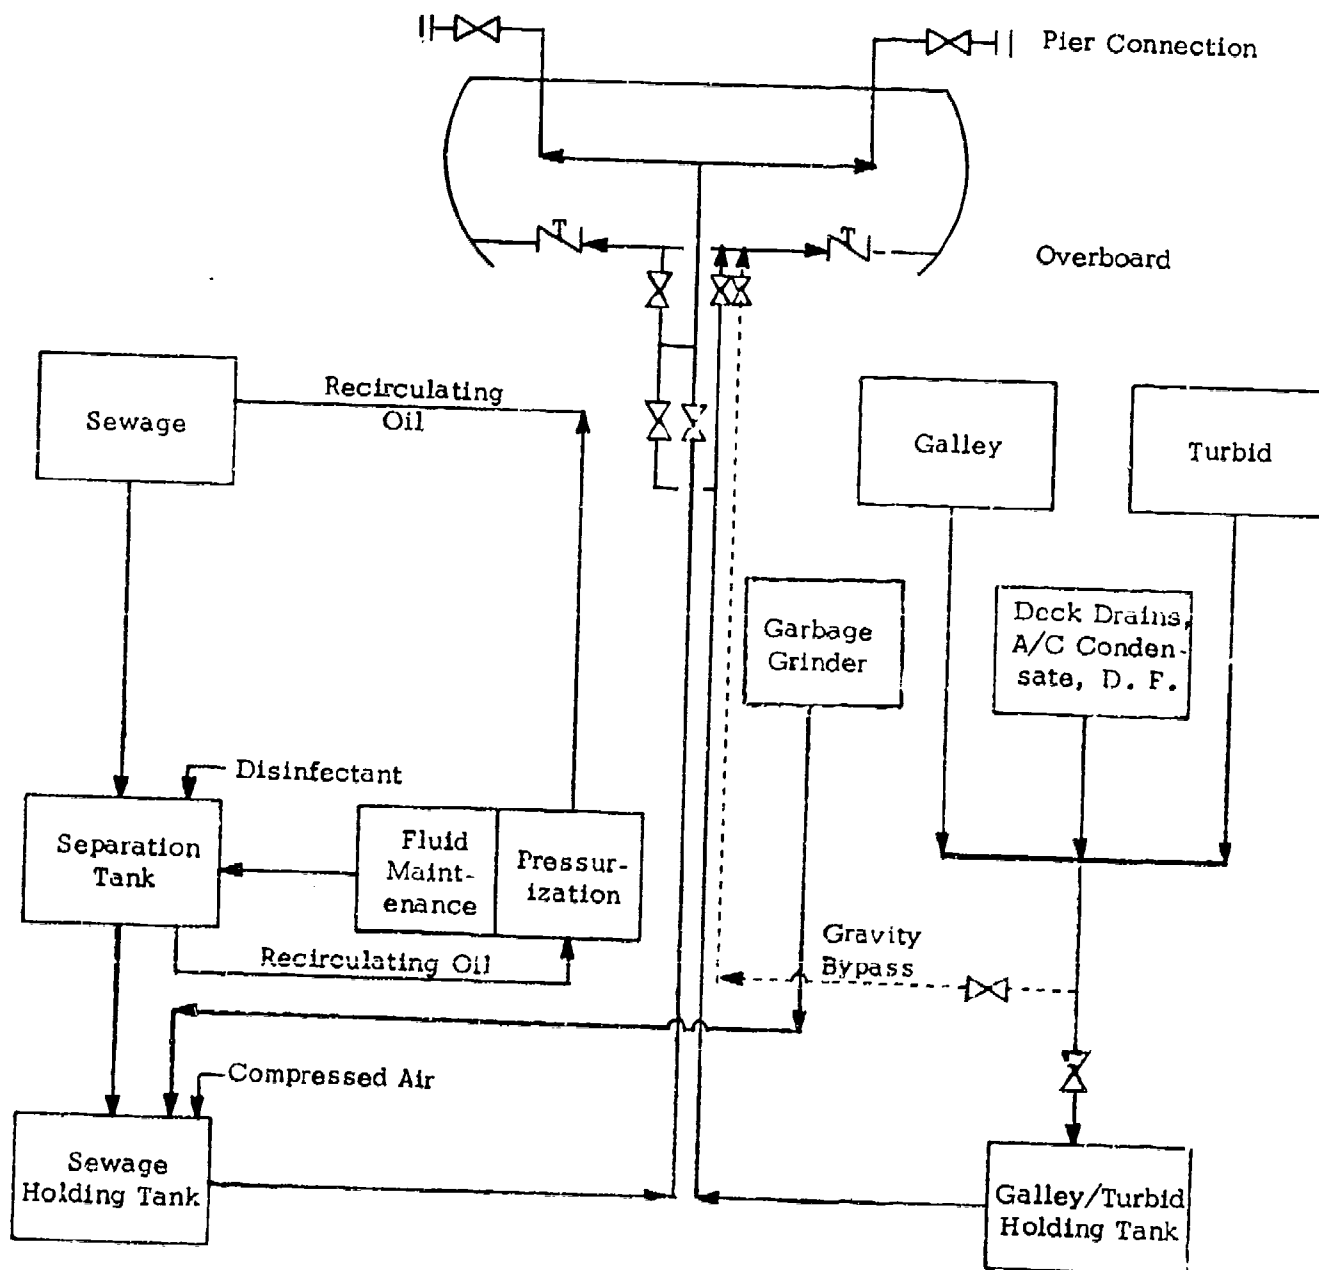 Pier Connection
Overboard
Recirculating
Oil
Sewage
Galley
Turbid
Garbage
Grinder
Deck Drains,
A/C Conden-
sate, D. F.
Disinfectant
Separation
Tank
Fluid
Maint-
enance
Pressur-
ization
Recirculating Oil
Gravity
Bypass
Compressed Air
Sewage
Holding Tank
Galley/Turbid
Holding Tank